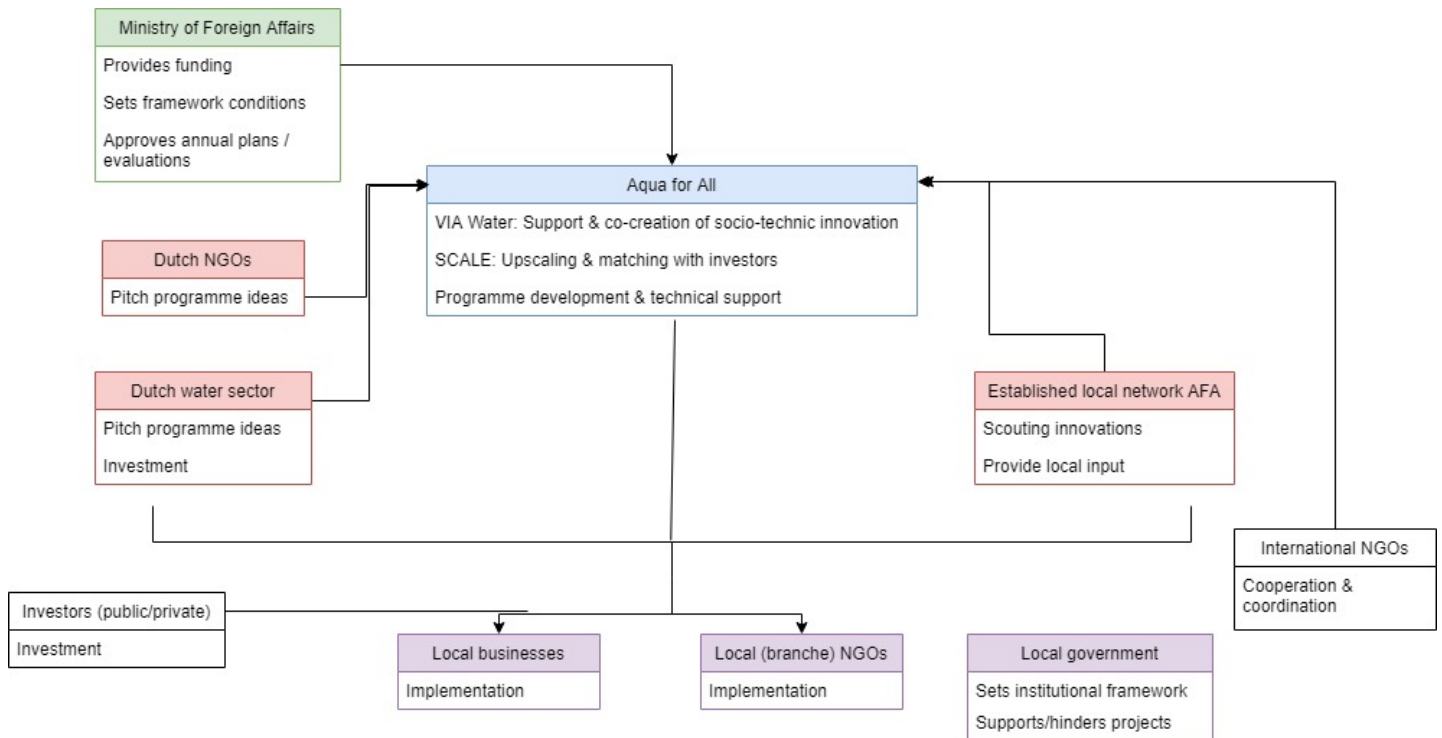 Ministry of Foreign Affairs
Provides funding
Sets framework conditions
Approves annual plans /
evaluations
Aqua for All
VIA Water: Support & co-creation of socio-technic innovation
SCALE: Upscaling & matching with investors
Programme development & technical support
Dutch NGOs
Pitch programme ideas
Dutch water sector
Pitch programme ideas
Investment
Established local network AFA
Scouting innovations
Provide local input
International NGOs
Cooperation &
coordination
Investors (public/private)
Investment
Local businesses
Implementation
Local (branche) NGOs
Implementation
Local government
Sets institutional framework
Supports/hinders projects